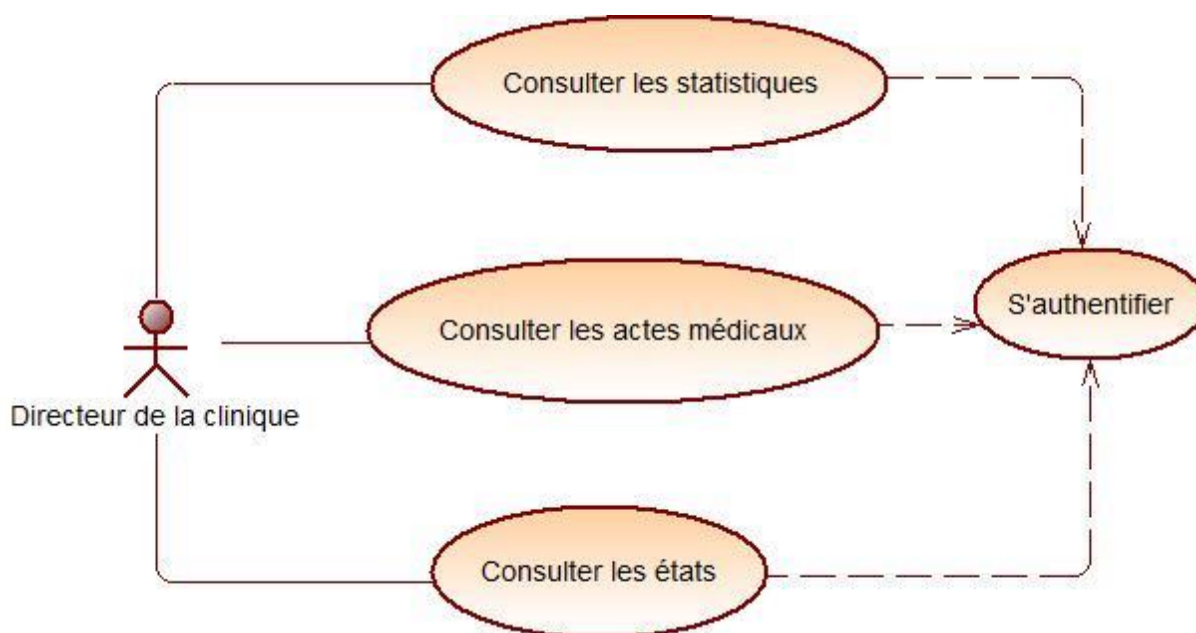 Consulter les statistiques
S'authentifier
Consulter les actes médicaux
Directeur de la clinique
Consulter les états